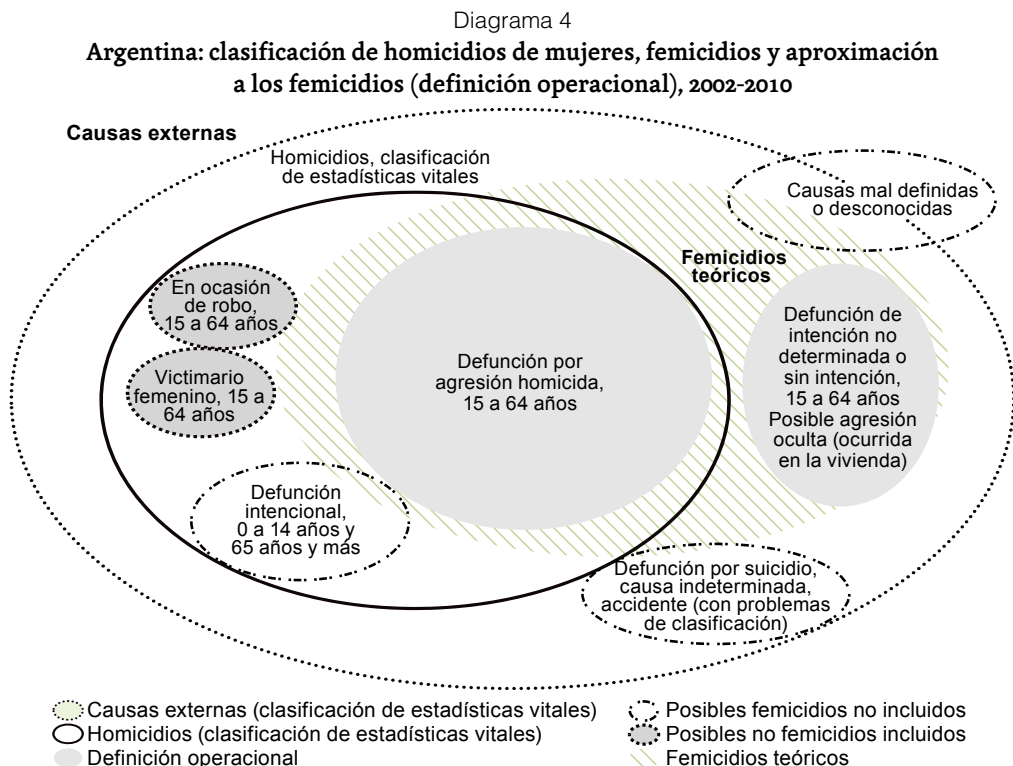 Diagrama 4
Argentina: clasificación de homicidios de mujeres, femicidios y aproximación
a los femicidios (definición operacional), 2002-2010
Causas externas
Homicidios, clasificación
de estadísticas vitales
Causas mal definidas
o desconocidas
Femicidios
teóricos
En ocasión
de robo,
15 a 64 años
Victimario
femenino, 15 a
64 años
Defunción por
agresión homicida,
15 a 64 años
Defunción de
intención no
determinada o
sin intención,
15 a 64 años
Posible agresión
oculta (ocurrida
en la vivienda)
Defunción
intencional,
0 a 14 años y
65 años y más
Defunción por suicidio,
causa indeterminada,
accidente (con problemas
de clasificación)
Causas externas (clasificación de estadísticas vitales)
Homicidios (clasificación de estadísticas vitales)
Definición operacional
Posibles femicidios no incluidos
Posibles no femicidios incluidos
Femicidios teóricos